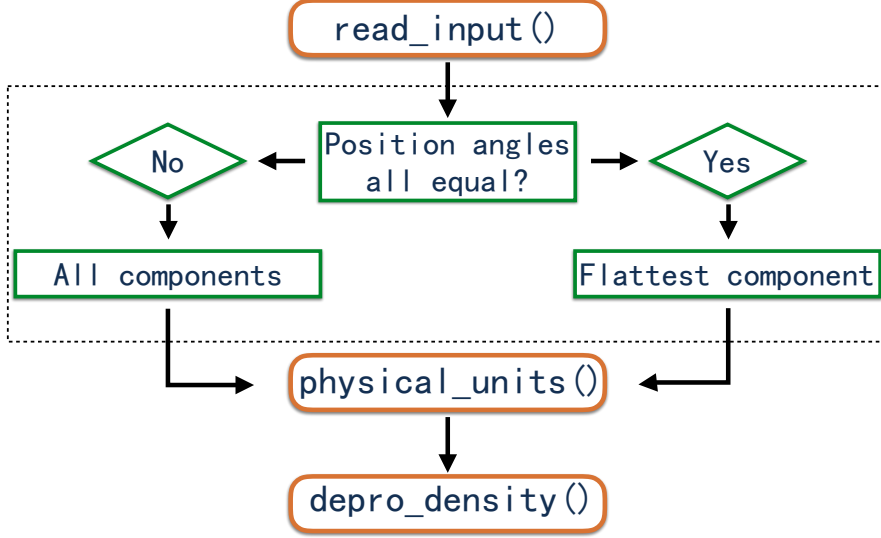 read_input()
Position angles
all equal?
No
Yes
All components
Flattest component
physical_units()
depro_density()